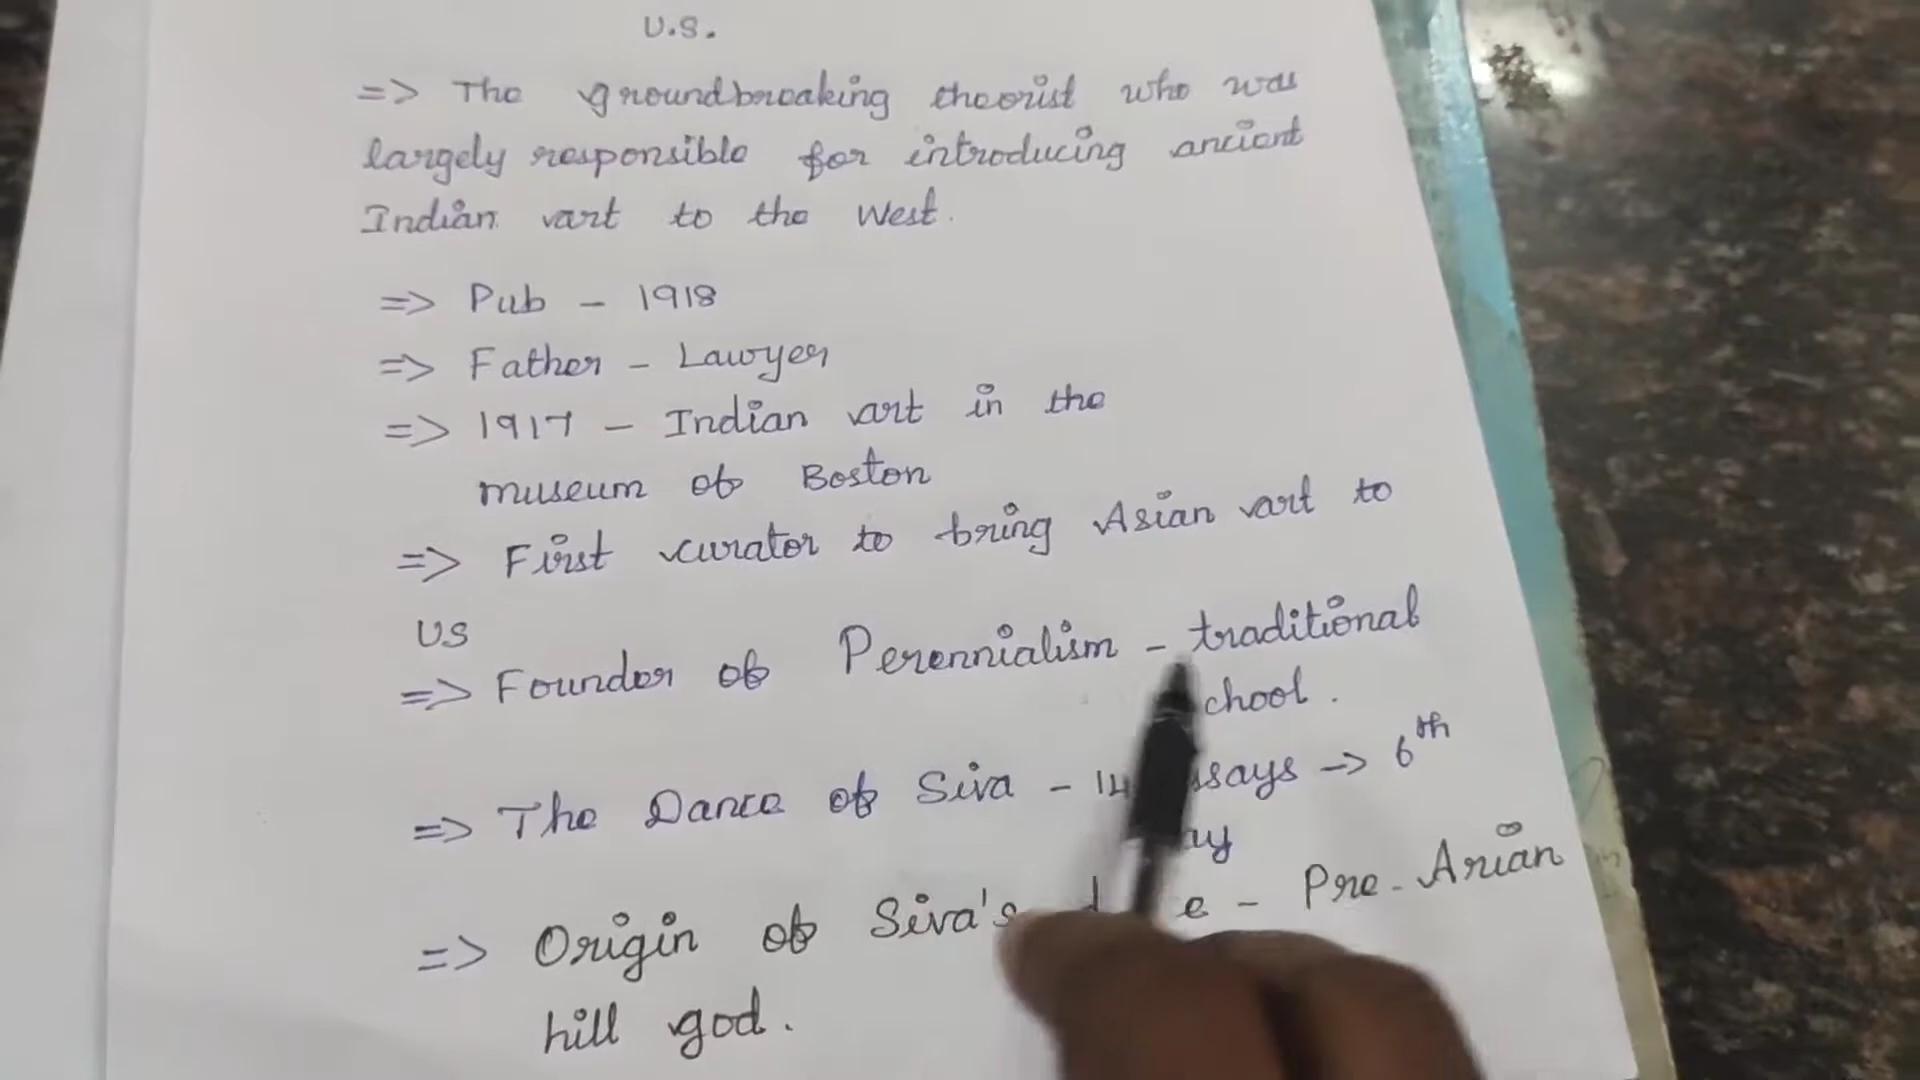 U.S.
=> The groundbreaking theorist who was
largely responsible for introducing ancient
Indian art to the West.
=> Pub - 1918
=> Father - Lawyer
=> 1917 - Indian art in the
museum of Boston
=> First curator to bring Asian art to
US
=> Founder of Perennialism - traditional
chool.
=> The Dance of Siva - 14 ssays -> 6th
ay
=> Origin of Siva's d e - Pre-Arian
hill god.